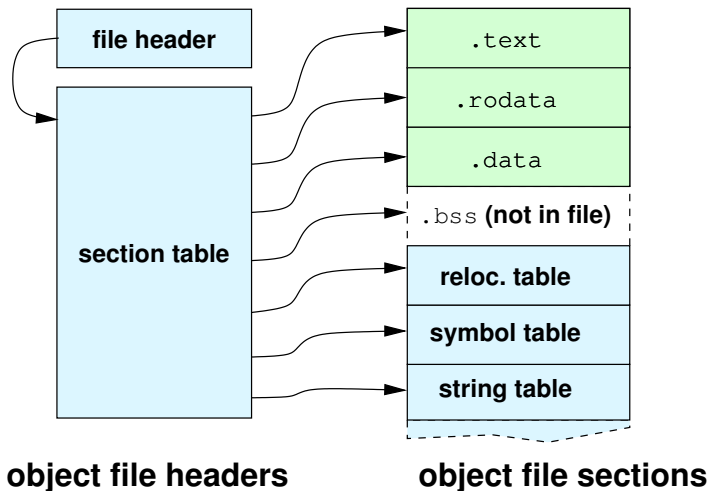 file header
section table
.text
.rodata
.data
.bss (not in file)
reloc. table
symbol table
string table
object file headers
object file sections